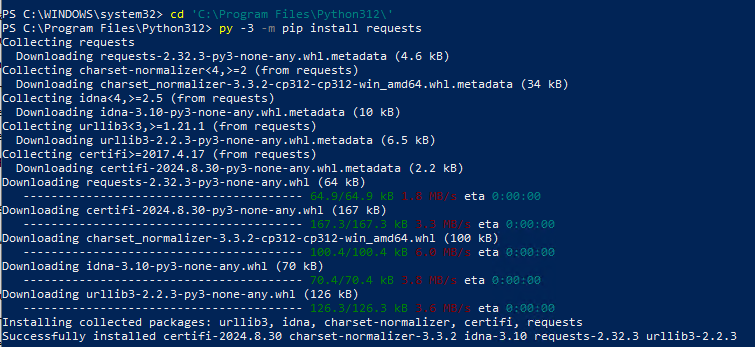 PS C:\WINDOWS\system32> cd 'C:\Program Files\Python312\'
PS C:\Program Files\Python312> py -3 -m pip install requests
Collecting requests
  Downloading requests-2.32.3-py3-none-any.whl.metadata (4.6 kB)
Collecting charset-normalizer<4,>=2 (from requests)
  Downloading charset_normalizer-3.3.2-cp312-cp312-win_amd64.whl.metadata (34 kB)
Collecting idna<4,>=2.5 (from requests)
  Downloading idna-3.10-py3-none-any.whl.metadata (10 kB)
Collecting urllib3<3,>=1.21.1 (from requests)
  Downloading urllib3-2.2.3-py3-none-any.whl.metadata (6.5 kB)
Collecting certifi>=2017.4.17 (from requests)
  Downloading certifi-2024.8.30-py3-none-any.whl.metadata (2.2 kB)
Downloading requests-2.32.3-py3-none-any.whl (64 kB)
   ---------------------------------------- 64.9/64.9 kB 1.8 MB/s eta 0:00:00
Downloading certifi-2024.8.30-py3-none-any.whl (167 kB)
   ---------------------------------------- 167.3/167.3 kB 3.3 MB/s eta 0:00:00
Downloading charset_normalizer-3.3.2-cp312-cp312-win_amd64.whl (100 kB)
   ---------------------------------------- 100.4/100.4 kB 6.0 MB/s eta 0:00:00
Downloading idna-3.10-py3-none-any.whl (70 kB)
   ---------------------------------------- 70.4/70.4 kB 3.8 MB/s eta 0:00:00
Downloading urllib3-2.2.3-py3-none-any.whl (126 kB)
   ---------------------------------------- 126.3/126.3 kB 3.6 MB/s eta 0:00:00
Installing collected packages: urllib3, idna, charset-normalizer, certifi, requests
Successfully installed certifi-2024.8.30 charset-normalizer-3.3.2 idna-3.10 requests-2.32.3 urllib3-2.2.3